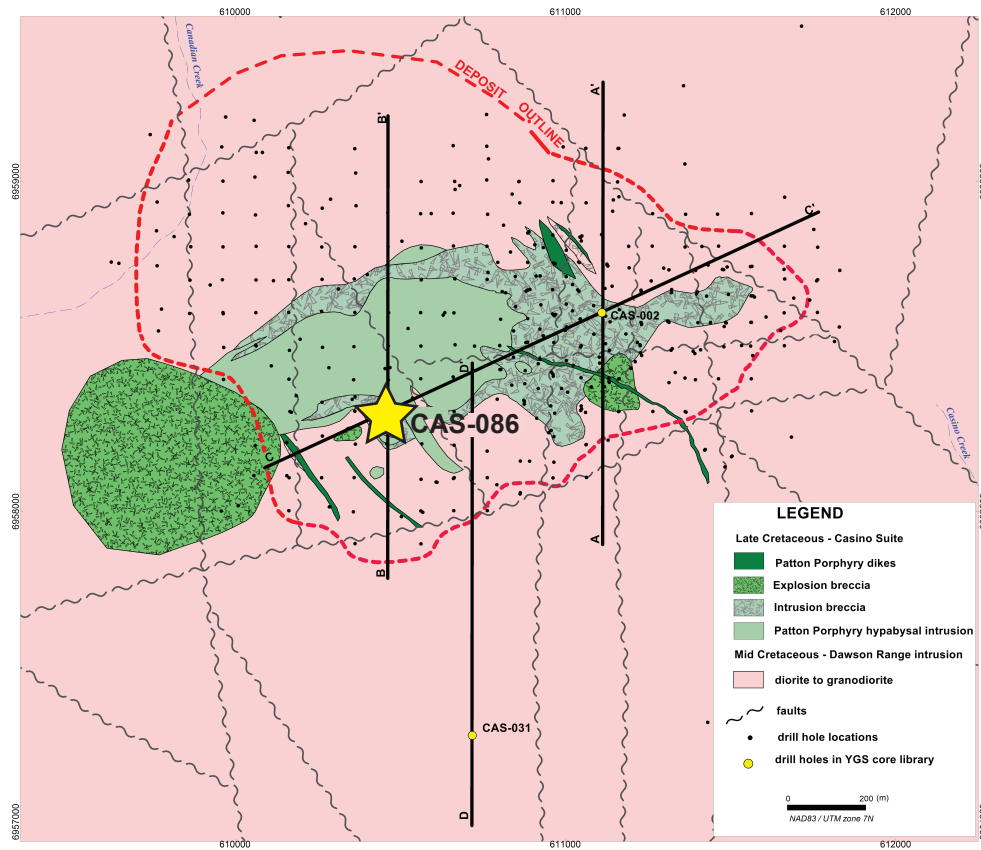 610000
611000
612000
Canadian Creek
DEPOSIT OUTLINE
A'
B'
C'
6959000
CAS-002
D'
CAS-086
C
Casino Creek
6958000
A
B
CAS-031
D
6957000
LEGEND
Late Cretaceous - Casino Suite
Patton Porphyry dikes
Explosion breccia
Intrusion breccia
Patton Porphyry hypabysal intrusion
Mid Cretaceous - Dawson Range intrusion
diorite to granodiorite
faults
drill hole locations
drill holes in YGS core library
0 200 (m)
NAD83 / UTM zone 7N
610000
611000
612000